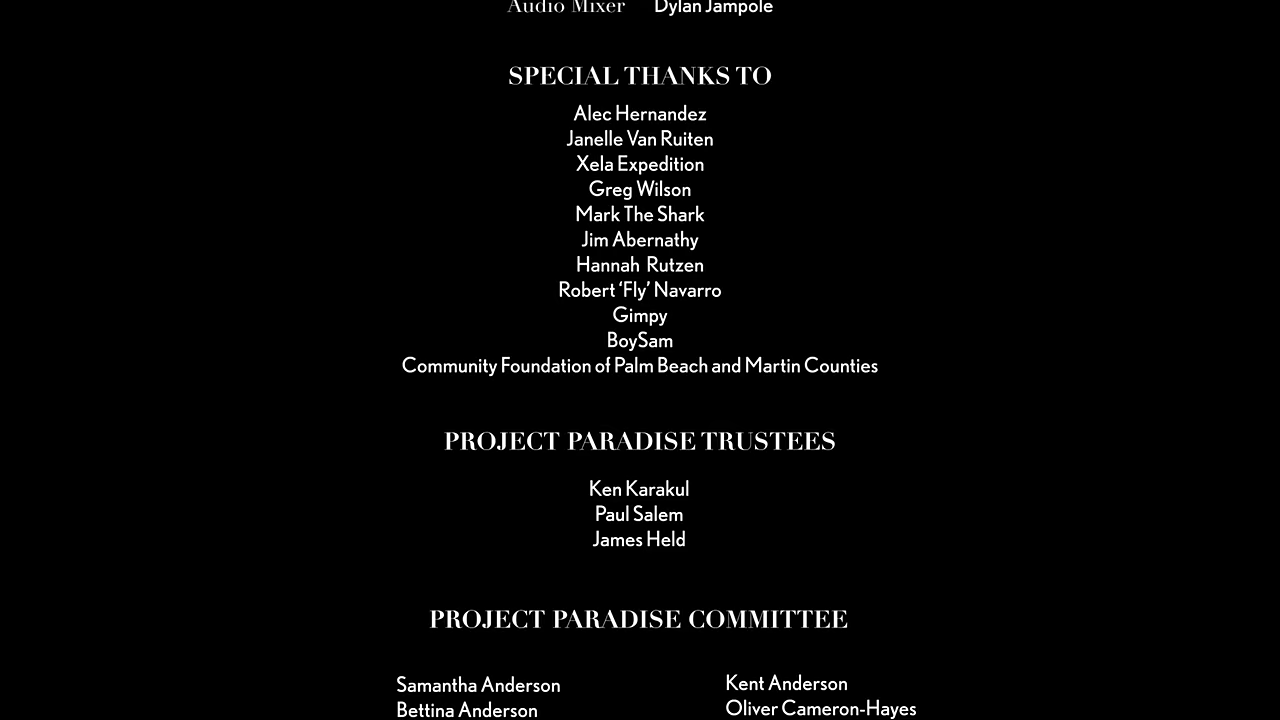 Audio Mixer Dylan Jampole
SPECIAL THANKS TO
Alec Hernandez
Janelle Van Ruiten
Xela Expedition
Greg Wilson
Mark The Shark
Jim Abernathy
Hannah Rutzen
Robert ‘Fly’ Navarro
Gimpy
BoySam
Community Foundation of Palm Beach and Martin Counties
PROJECT PARADISE TRUSTEES
Ken Karakul
Paul Salem
James Held
PROJECT PARADISE COMMITTEE
Samantha Anderson Kent Anderson
Bettina Anderson Oliver Cameron-Hayes